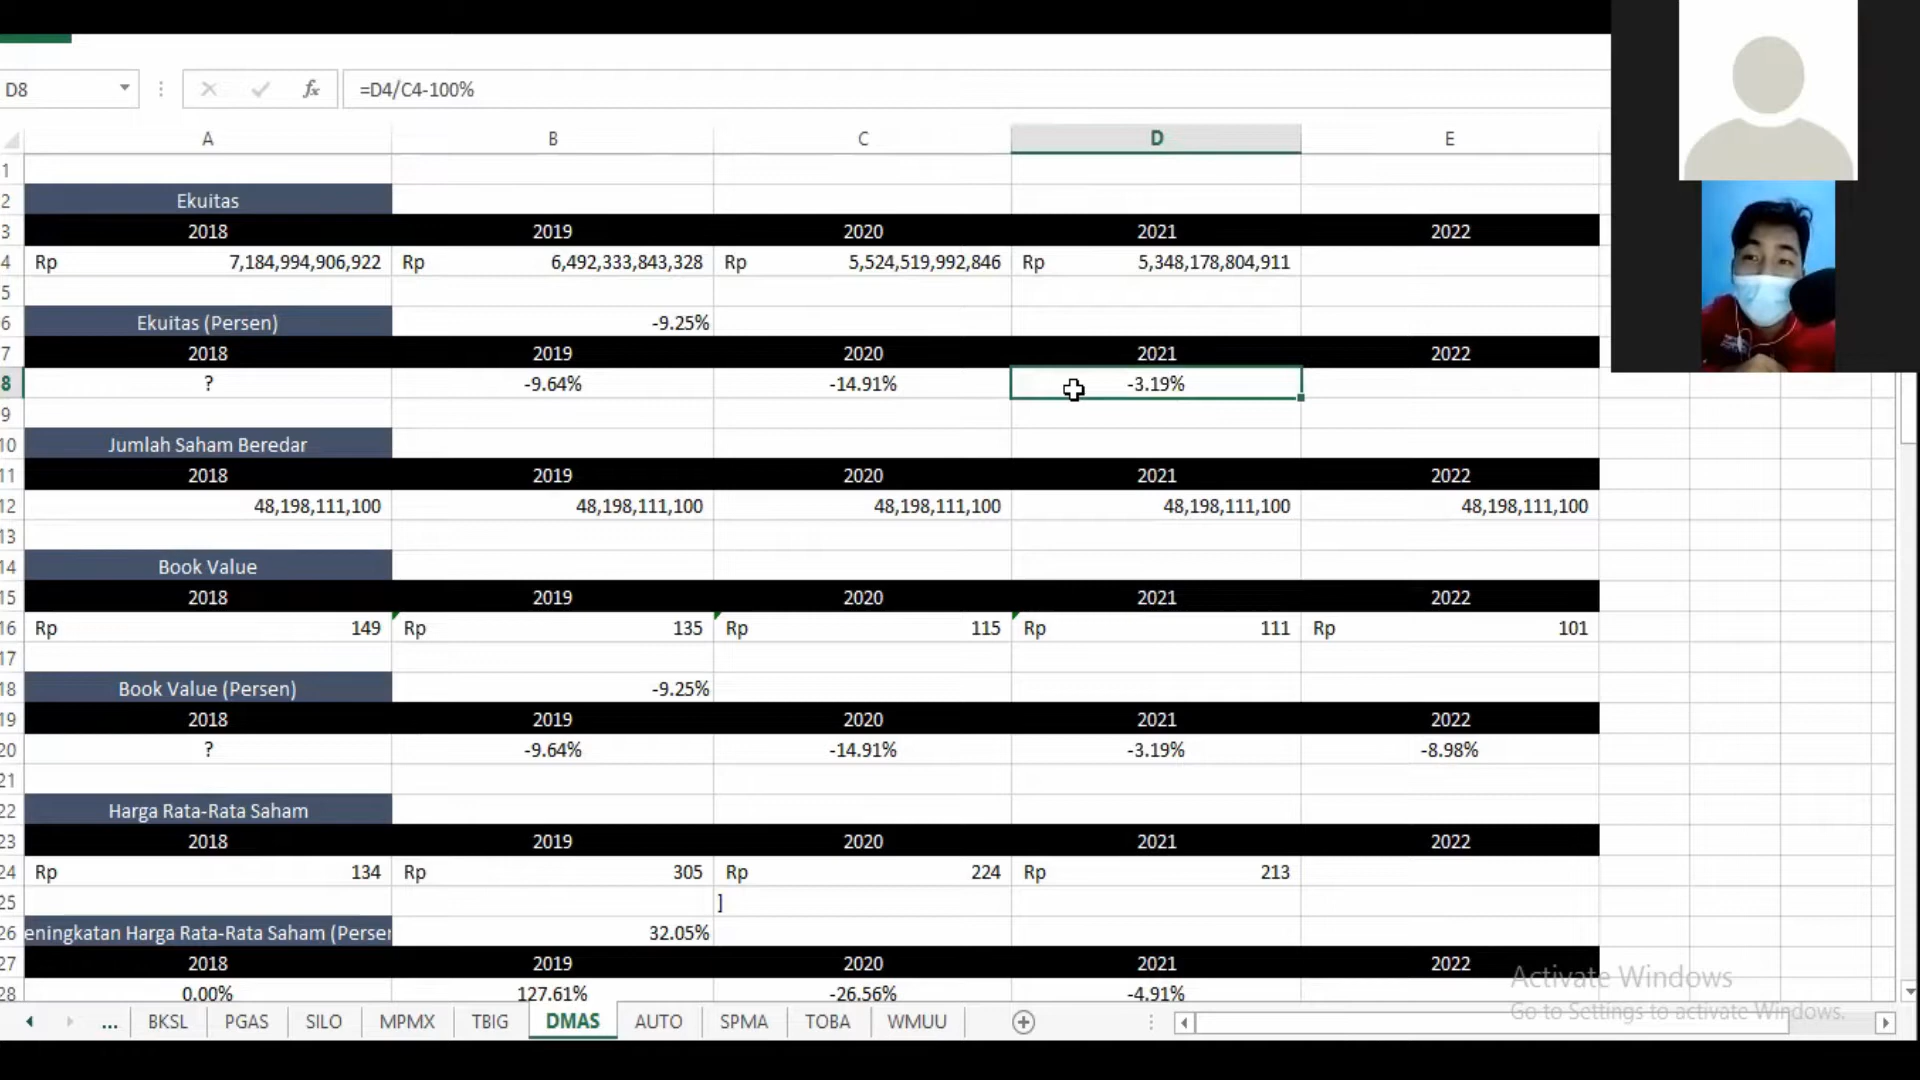 D8 fx =D4/C4-100%
A B C D E
1
2 Ekuitas
3 2018 2019 2020 2021 2022
4 Rp 7,184,994,906,922 Rp 6,492,333,843,328 Rp 5,524,519,992,846 Rp 5,348,178,804,911
5
6 Ekuitas (Persen) -9.25%
7 2018 2019 2020 2021 2022
8 ? -9.64% -14.91% -3.19%
9
10 Jumlah Saham Beredar
11 2018 2019 2020 2021 2022
12 48,198,111,100 48,198,111,100 48,198,111,100 48,198,111,100 48,198,111,100
13
14 Book Value
15 2018 2019 2020 2021 2022
16 Rp 149 Rp 135 Rp 115 Rp 111 Rp 101
17
18 Book Value (Persen) -9.25%
19 2018 2019 2020 2021 2022
20 ? -9.64% -14.91% -3.19% -8.98%
21
22 Harga Rata-Rata Saham
23 2018 2019 2020 2021 2022
24 Rp 134 Rp 305 Rp 224 Rp 213
25 ]
26 eningkatan Harga Rata-Rata Saham (Perser 32.05%
27 2018 2019 2020 2021 2022
28 0.00% 127.61% -26.56% -4.91%
Activate Windows
Go to Settings to activate Windows.
... BKSL PGAS SILO MPMX TBIG DMAS AUTO SPMA TOBA WMUU